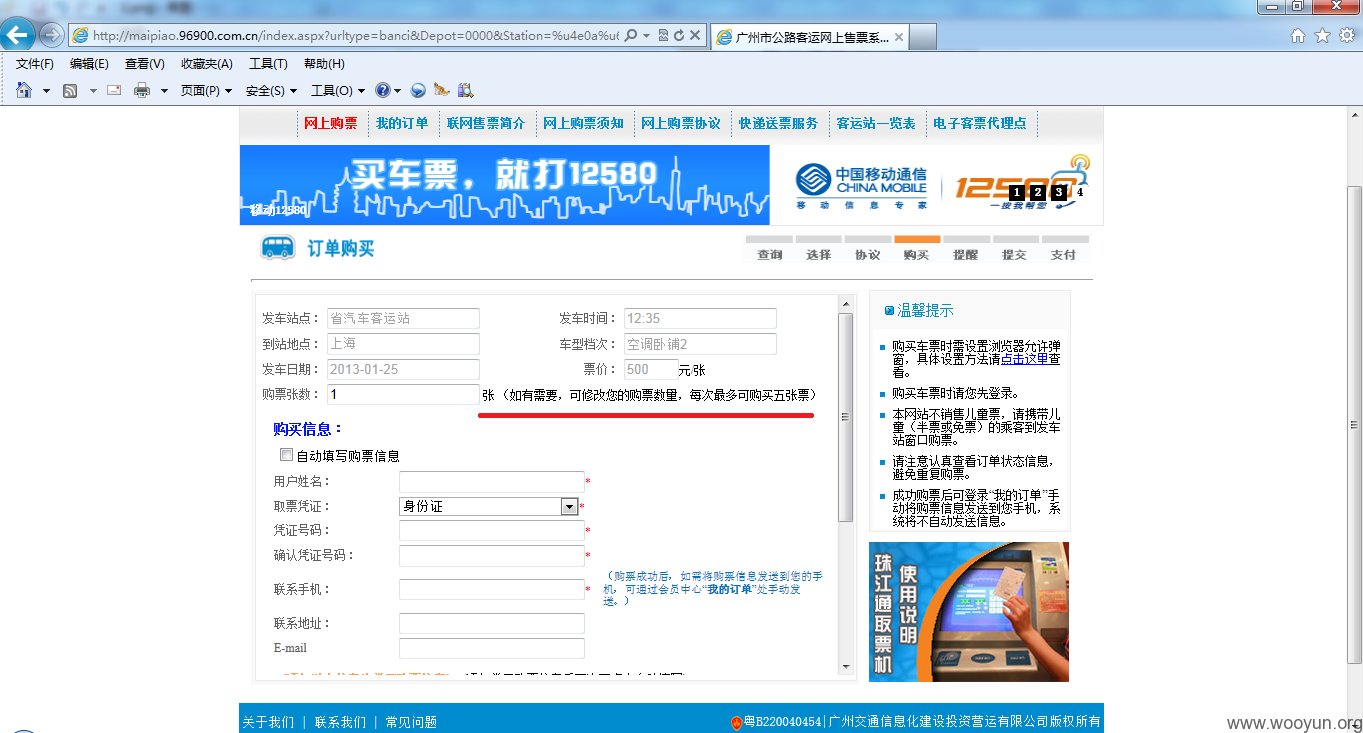 http://maipiao.96900.com.cn/index.aspx?urltype=banci&Depot=0000&Station=%u4e0a%u6
广州市公路客运网上售票系...
文件(F) 编辑(E) 查看(V) 收藏夹(A) 工具(T) 帮助(H)
页面(P) 安全(S) 工具(O)
网上购票 我的订单 联网售票简介 网上购票须知 网上购票协议 快递送票服务 客运站一览表 电子客票代理点
买车票，就打12580
移动12580
中国移动通信
CHINA MOBILE
移动信息专家
12580
一按我帮您
1 2 3 4
订单购买
查询 选择 协议 购买 提醒 提交 支付
发车站点： 省汽车客运站 发车时间： 12:35
到站地点： 上海 车型档次： 空调卧铺2
发车日期： 2013-01-25 票价： 500 元/张
购票张数： 1 张（如有需要，可修改您的购票数量，每次最多可购买五张票）
购买信息：
自动填写购票信息
用户姓名： *
取票凭证： 身份证 *
凭证号码： *
确认凭证号码： *
联系手机： *
（购票成功后，如需将购票信息发送到您的手
机，可通过会员中心“我的订单”处手动发
送。）
联系地址：
E-mail
温馨提示
购买车票时需设置浏览器允许弹
窗，具体设置方法请点击这里查
看。
购买车票时请您先登录。
本网站不销售儿童票，请携带儿
童（半票或免票）的乘客到发车
站窗口购票。
请注意认真查看订单状态信息，
避免重复购票。
成功购票后可登录“我的订单”手
动将购票信息发送到您手机，系
统将不自动发送信息。
珠江通取票机
使用说明
关于我们 | 联系我们 | 常见问题
粤B220040454|广州交通信息化建设投资营运有限公司版权所有
www.wooyun.org